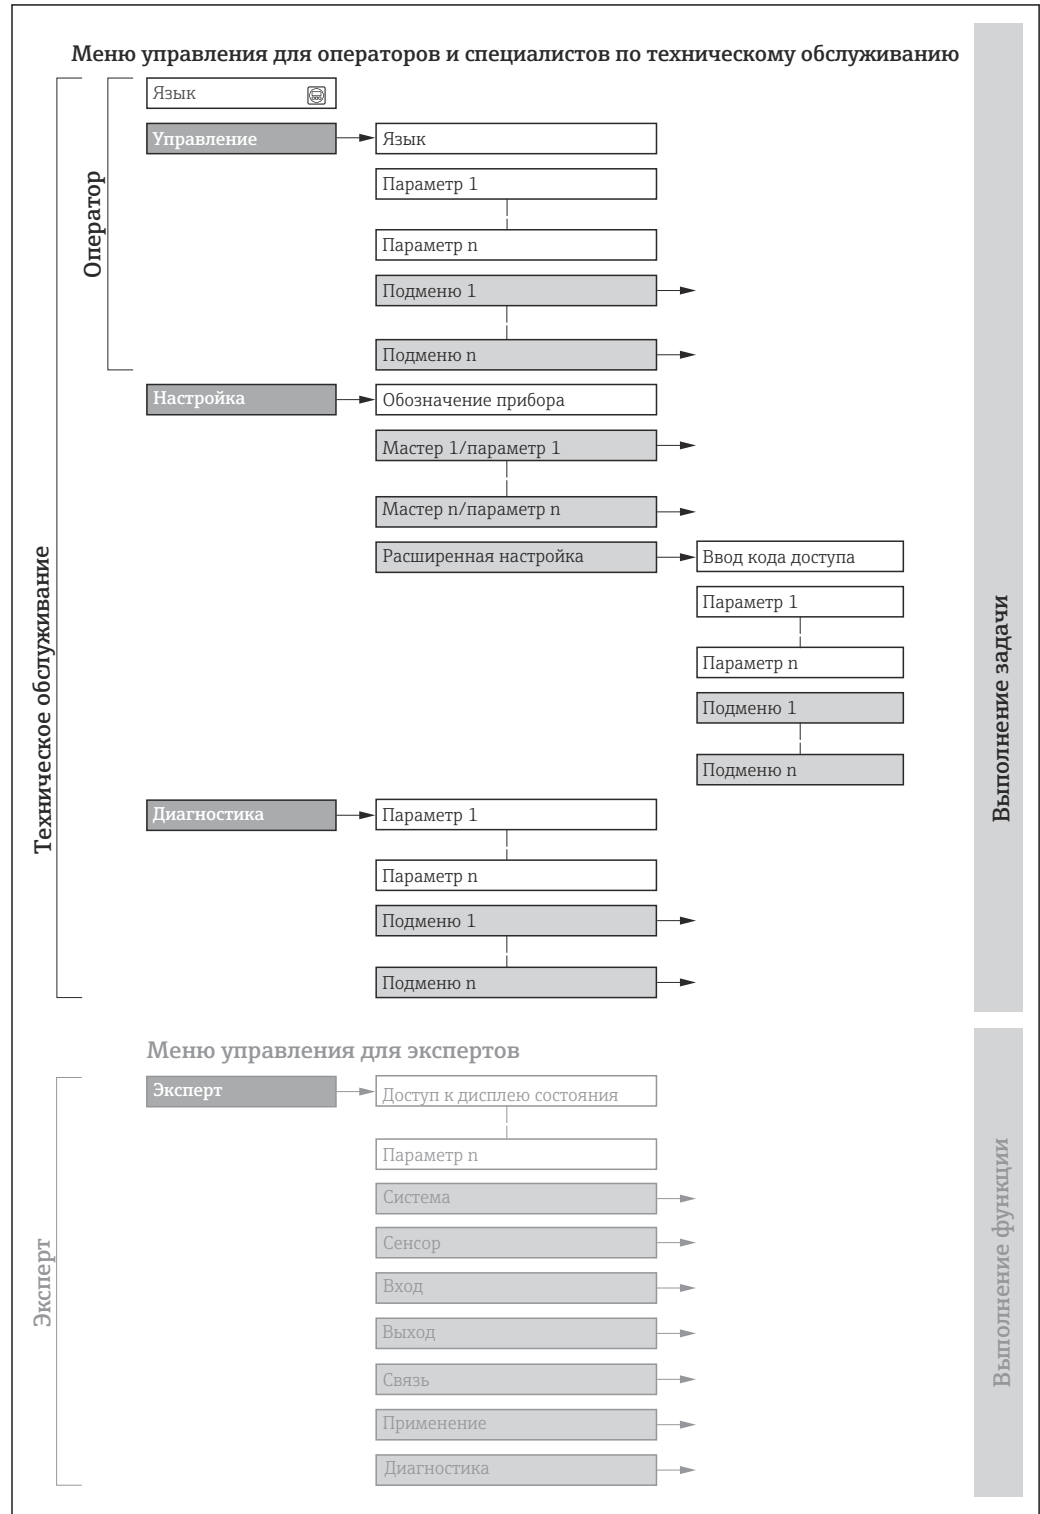 Меню управления для операторов и специалистов по техническому обслуживанию
Техническое обслуживание
Оператор
Язык
Управление
Язык
Параметр 1
Параметр n
Подменю 1
Подменю n
Настройка
Обозначение прибора
Мастер 1/параметр 1
Мастер n/параметр n
Расширенная настройка
Ввод кода доступа
Параметр 1
Параметр n
Подменю 1
Подменю n
Диагностика
Параметр 1
Параметр n
Подменю 1
Подменю n
Выполнение задачи
Меню управления для экспертов
Эксперт
Эксперт
Доступ к дисплею состояния
Параметр n
Система
Сенсор
Вход
Выход
Связь
Применение
Диагностика
Выполнение функции